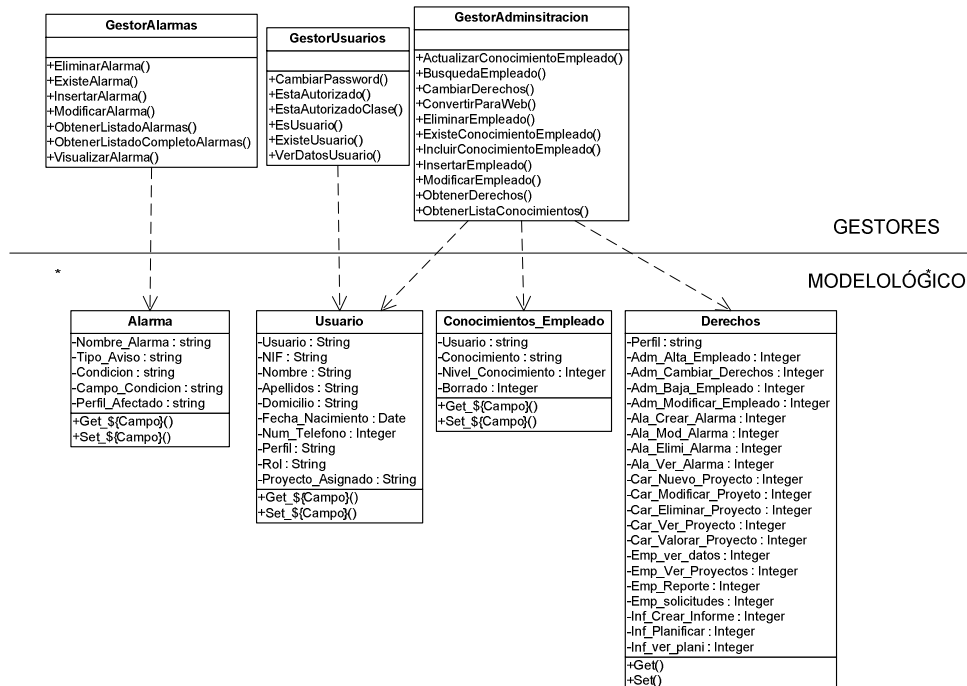 GestorAlarmas
+EliminarAlarma()
+ExisteAlarma()
+InsertarAlarma()
+ModificarAlarma()
+ObtenerListadoAlarmas()
+ObtenerListadoCompletoAlarmas()
+VisualizarAlarma()
GestorUsuarios
+CambiarPassword()
+EstaAutorizado()
+EstaAutorizadoClase()
+EsUsuario()
+ExisteUsuario()
+VerDatosUsuario()
GestorAdminsitracion
+ActualizarConocimientoEmpleado()
+BusquedaEmpleado()
+CambiarDerechos()
+ConvertirParaWeb()
+EliminarEmpleado()
+ExisteConocimientoEmpleado()
+IncluirConocimientoEmpleado()
+InsertarEmpleado()
+ModificarEmpleado()
+ObtenerDerechos()
+ObtenerListaConocimientos()
GESTORES
*
*
MODELOLÓGICO
Alarma
-Nombre_Alarma : string
-Tipo_Aviso : string
-Condicion : string
-Campo_Condicion : string
-Perfil_Afectado : string
+Get_${Campo}()
+Set_${Campo}()
Usuario
-Usuario : String
-NIF : String
-Nombre : String
-Apellidos : String
-Domicilio : String
-Fecha_Nacimiento : Date
-Num_Telefono : Integer
-Perfil : String
-Rol : String
-Proyecto_Asignado : String
+Get_${Campo}()
+Set_${Campo}()
Conocimientos_Empleado
-Usuario : string
-Conocimiento : string
-Nivel_Conocimiento : Integer
-Borrado : Integer
+Get_${Campo}()
+Set_${Campo}()
Derechos
-Perfil : string
-Adm_Alta_Empleado : Integer
-Adm_Cambiar_Derechos : Integer
-Adm_Baja_Empleado : Integer
-Adm_Modificar_Empleado : Integer
-Ala_Crear_Alarma : Integer
-Ala_Mod_Alarma : Integer
-Ala_Elimi_Alarma : Integer
-Ala_Ver_Alarma : Integer
-Car_Nuevo_Proyecto : Integer
-Car_Modificar_Proyeto : Integer
-Car_Eliminar_Proyecto : Integer
-Car_Ver_Proyecto : Integer
-Car_Valorar_Proyecto : Integer
-Emp_ver_datos : Integer
-Emp_Ver_Proyectos : Integer
-Emp_Reporte : Integer
-Emp_solicitudes : Integer
-Inf_Crear_Informe : Integer
-Inf_Planificar : Integer
-Inf_ver_plani : Integer
+Get()
+Set()